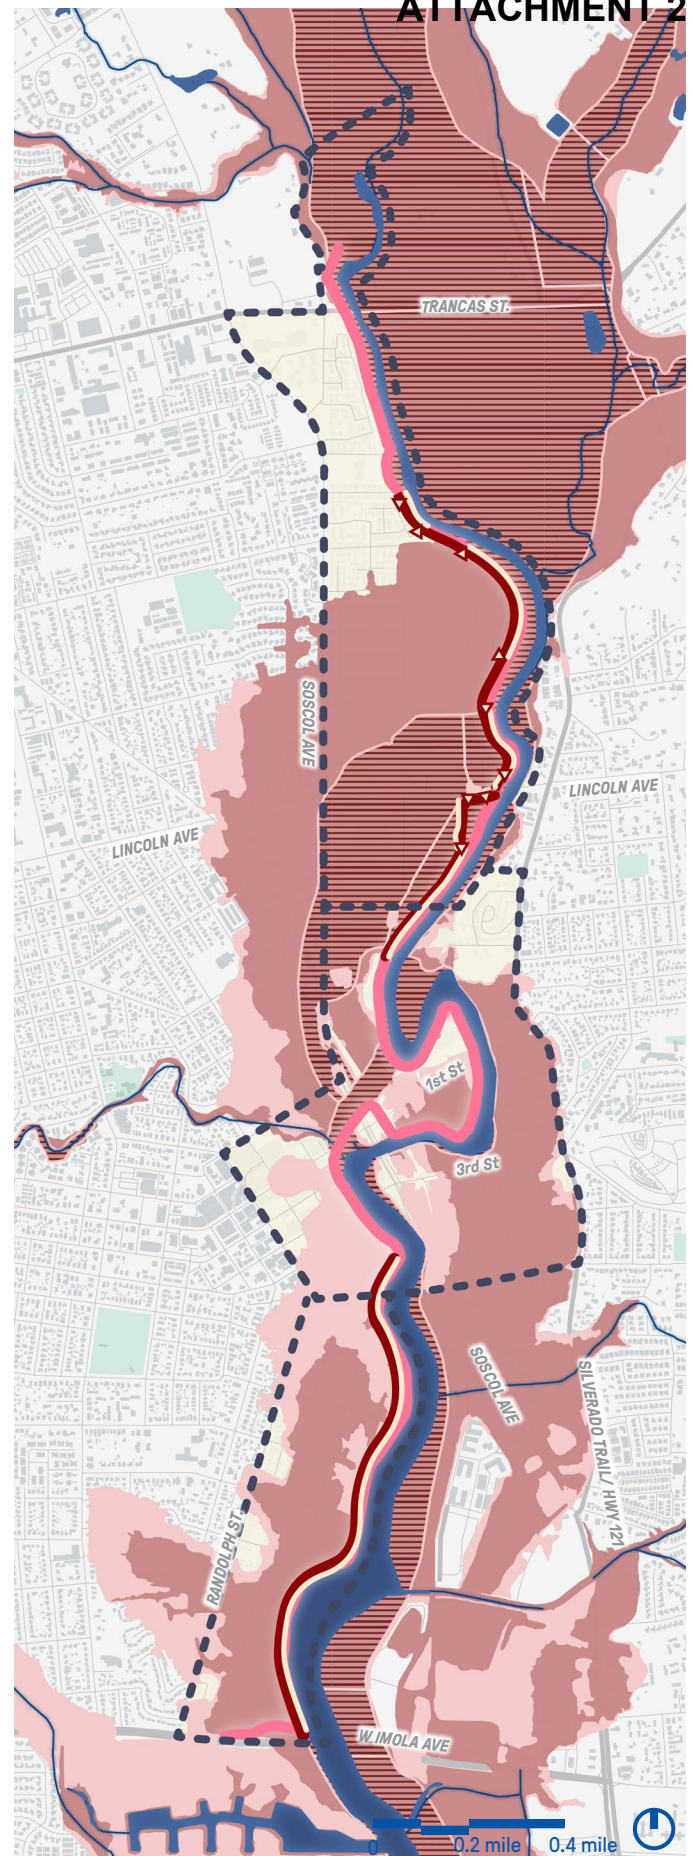 ATTACHMENT 2
TRANCAS ST.
SOSCOL AVE
LINCOLN AVE
LINCOLN AVE
1st St
3rd St
SOSCOL AVE
SILVERADO TRAIL/ HWY 121
RANDOLPH ST.
W IMOLA AVE
0 0.2 mile 0.4 mile